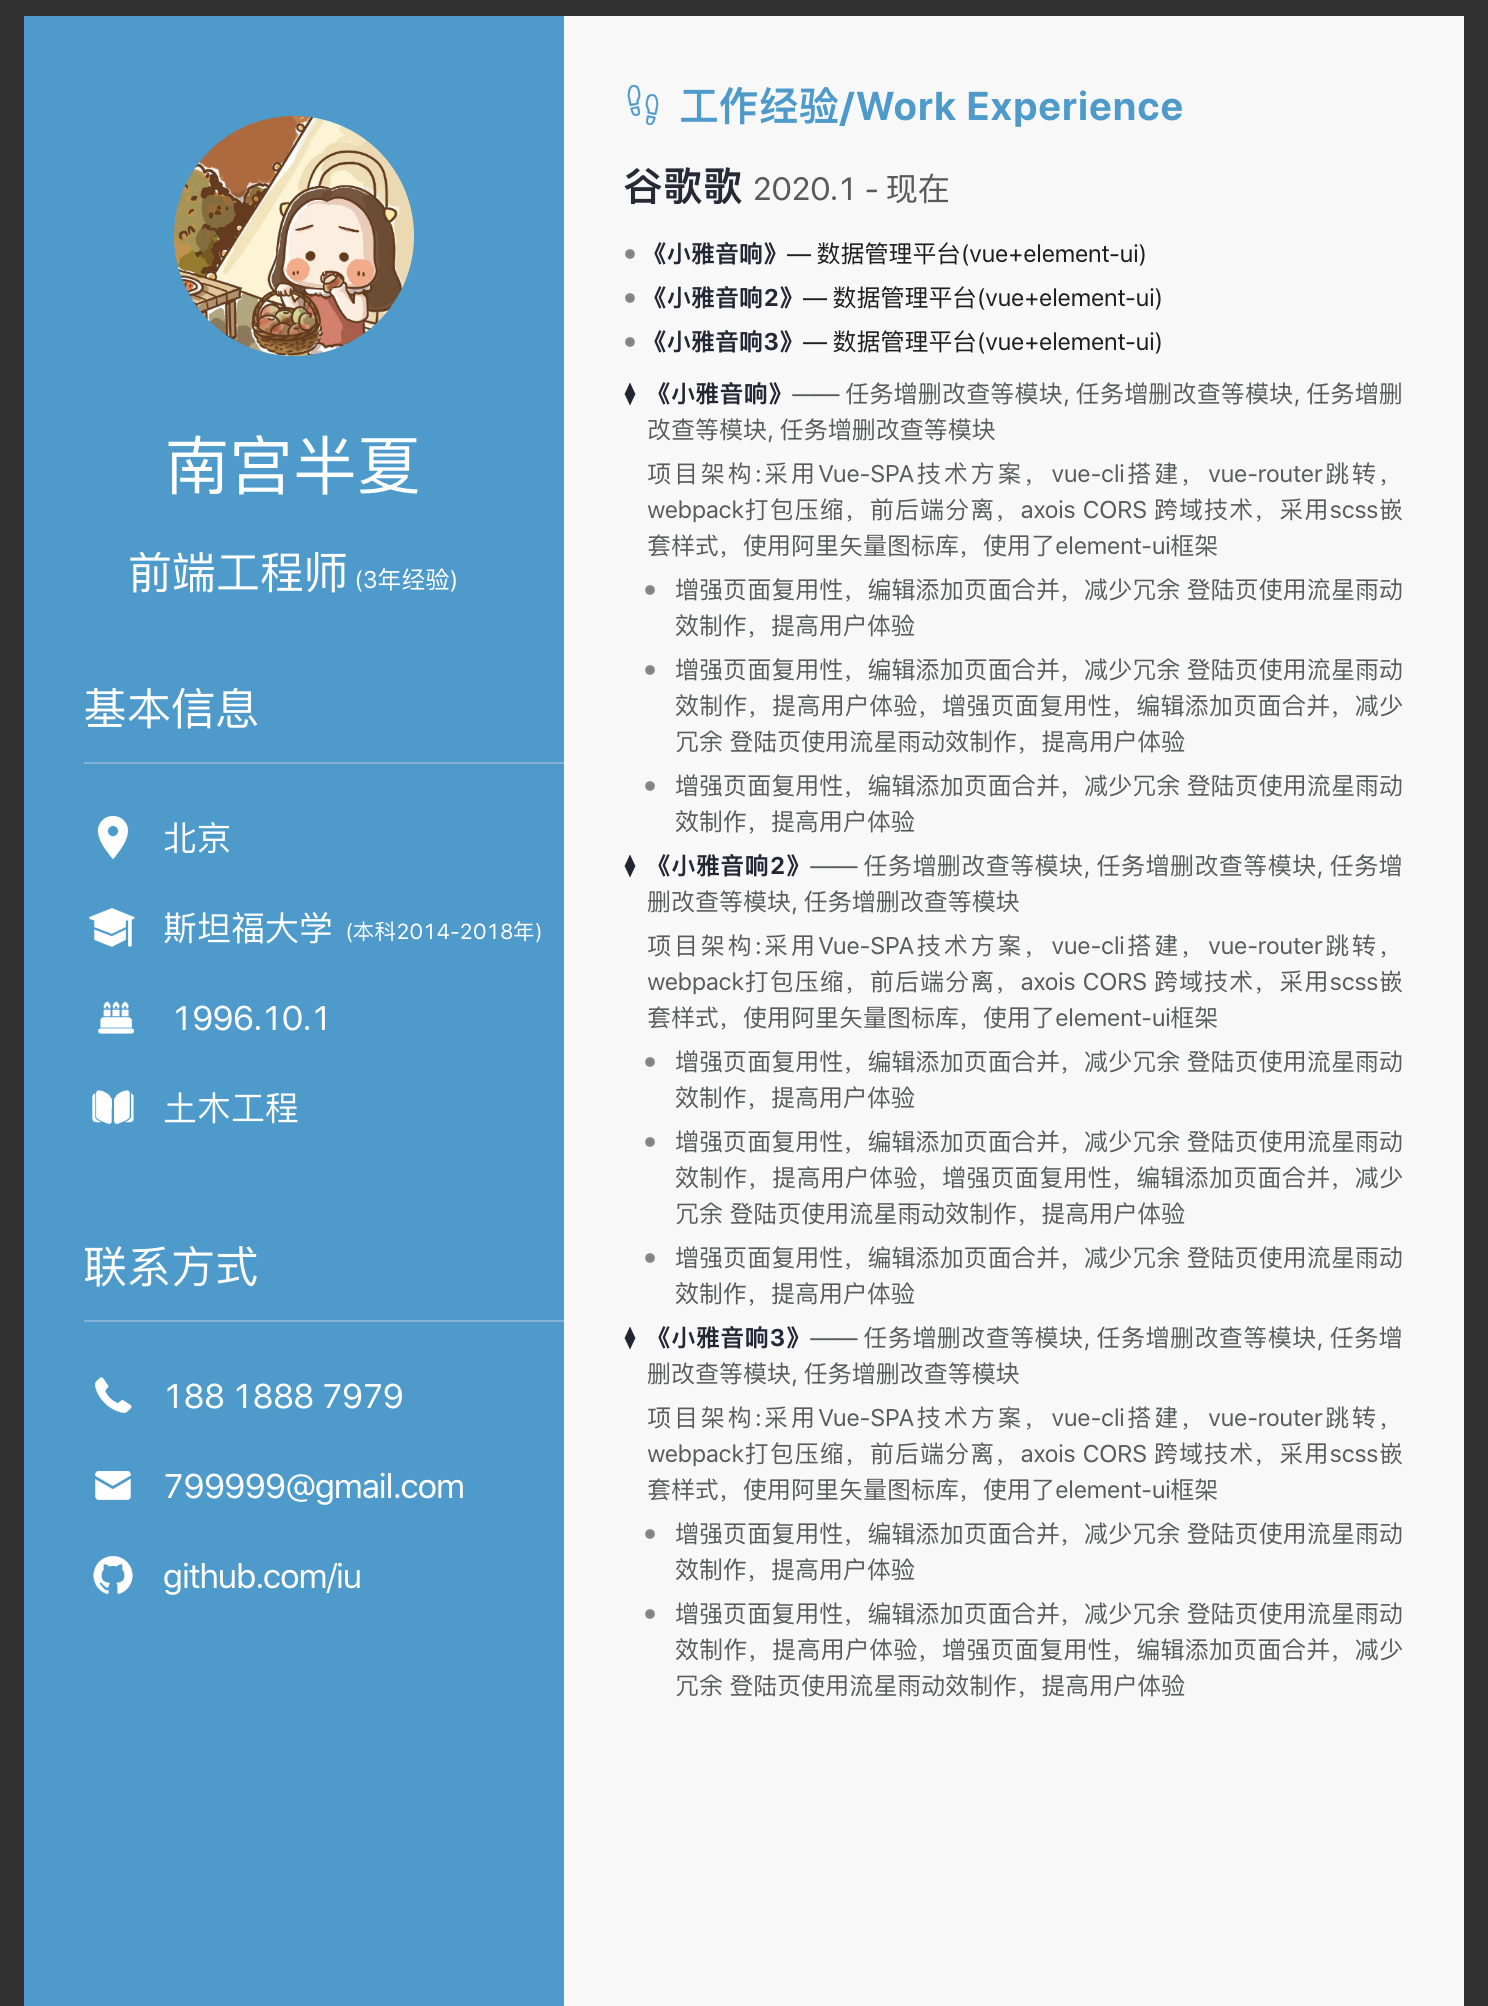 南宫半夏
前端工程师 (3年经验)
基本信息
北京
斯坦福大学 (本科2014-2018年)
1996.10.1
土木工程
联系方式
188 1888 7979
799999@gmail.com
github.com/iu
工作经验/Work Experience
谷歌歌 2020.1 - 现在
《小雅音响》— 数据管理平台(vue+element-ui)
《小雅音响2》— 数据管理平台(vue+element-ui)
《小雅音响3》— 数据管理平台(vue+element-ui)
《小雅音响》—— 任务增删改查等模块, 任务增删改查等模块, 任务增删
改查等模块, 任务增删改查等模块
项目架构:采用Vue-SPA技术方案，vue-cli搭建，vue-router跳转，
webpack打包压缩，前后端分离，axois CORS 跨域技术，采用scss嵌
套样式，使用阿里矢量图标库，使用了element-ui框架
增强页面复用性，编辑添加页面合并，减少冗余 登陆页使用流星雨动
效制作，提高用户体验
增强页面复用性，编辑添加页面合并，减少冗余 登陆页使用流星雨动
效制作，提高用户体验，增强页面复用性，编辑添加页面合并，减少
冗余 登陆页使用流星雨动效制作，提高用户体验
增强页面复用性，编辑添加页面合并，减少冗余 登陆页使用流星雨动
效制作，提高用户体验
《小雅音响2》—— 任务增删改查等模块, 任务增删改查等模块, 任务增
删改查等模块, 任务增删改查等模块
项目架构:采用Vue-SPA技术方案，vue-cli搭建，vue-router跳转，
webpack打包压缩，前后端分离，axois CORS 跨域技术，采用scss嵌
套样式，使用阿里矢量图标库，使用了element-ui框架
增强页面复用性，编辑添加页面合并，减少冗余 登陆页使用流星雨动
效制作，提高用户体验
增强页面复用性，编辑添加页面合并，减少冗余 登陆页使用流星雨动
效制作，提高用户体验，增强页面复用性，编辑添加页面合并，减少
冗余 登陆页使用流星雨动效制作，提高用户体验
增强页面复用性，编辑添加页面合并，减少冗余 登陆页使用流星雨动
效制作，提高用户体验
《小雅音响3》—— 任务增删改查等模块, 任务增删改查等模块, 任务增
删改查等模块, 任务增删改查等模块
项目架构:采用Vue-SPA技术方案，vue-cli搭建，vue-router跳转，
webpack打包压缩，前后端分离，axois CORS 跨域技术，采用scss嵌
套样式，使用阿里矢量图标库，使用了element-ui框架
增强页面复用性，编辑添加页面合并，减少冗余 登陆页使用流星雨动
效制作，提高用户体验
增强页面复用性，编辑添加页面合并，减少冗余 登陆页使用流星雨动
效制作，提高用户体验，增强页面复用性，编辑添加页面合并，减少
冗余 登陆页使用流星雨动效制作，提高用户体验